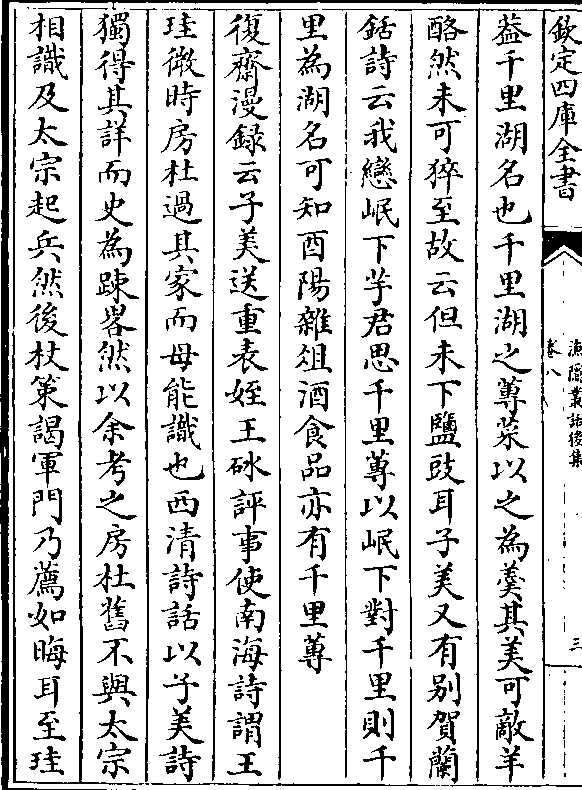 欽定四庫全書
漁隱叢話後集
卷八
三
葢千里湖名也千里湖之蓴菜以之為羮其美可敵羊
酪然未可猝至故云但未下鹽豉耳子美又有别賀蘭
銛詩云我戀岷下芋君思千里蓴以岷下對千里則千
里為湖名可知酉陽雜俎酒食品亦有千里蓴
復齋漫錄云子美送重表姪王砅評事使南海詩謂王
珪微時房杜過其家而母能識也西清詩話以子美詩
獨得其詳而史為踈畧然以余考之房杜舊不與太宗
相識及太宗起兵然後杖策謁軍門乃薦如晦耳至珪